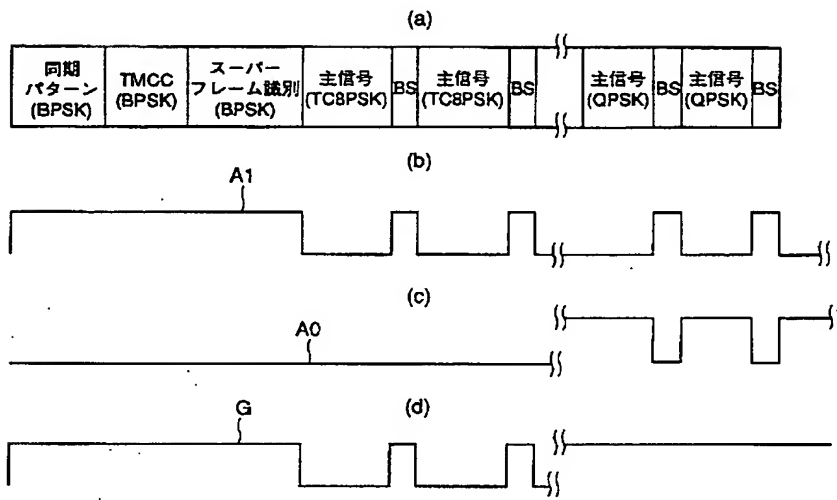 (a)
同期
パターン
(BPSK)
TMCC
(BPSK)
スーパー
フレーム識別
(BPSK)
主信号
(TC8PSK)
BS
主信号
(TC8PSK)
BS
主信号
(QPSK)
BS
主信号
(QPSK)
BS
(b)
A1
(c)
A0
(d)
G